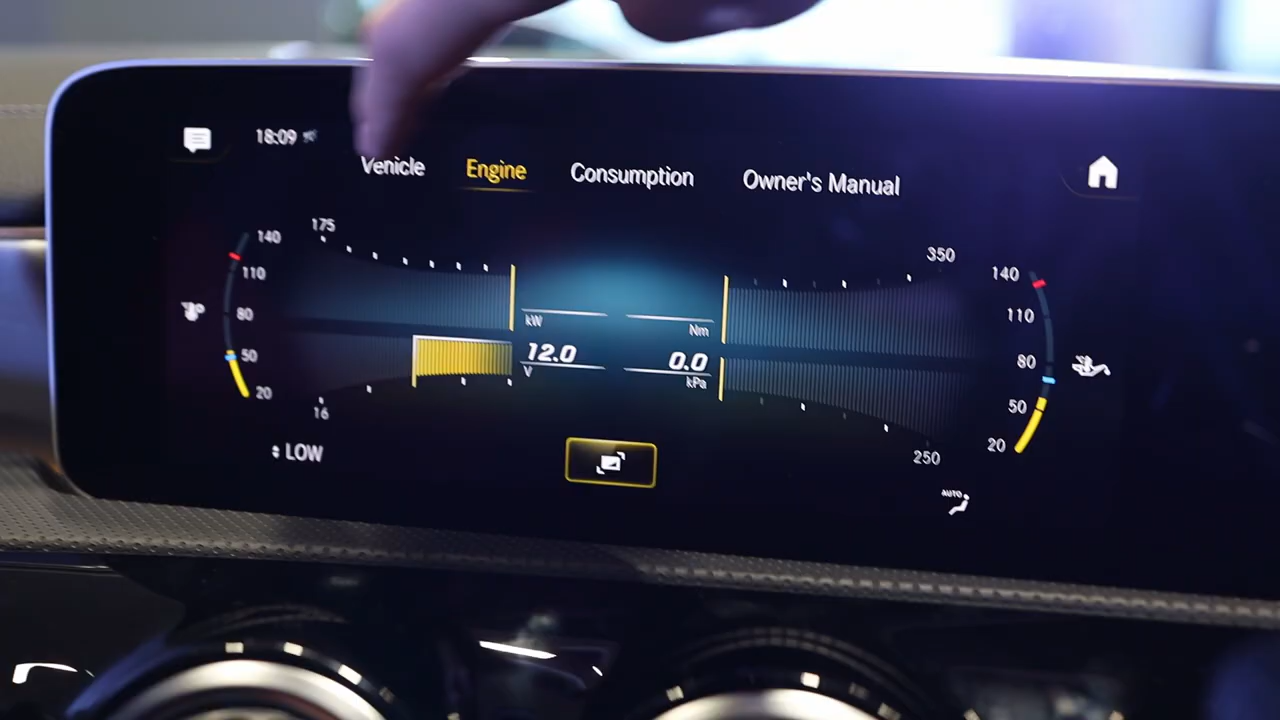 18:09
Vehicle Engine Consumption Owner's Manual
140 175 350 140
110 110
80 kW Nm 80
50 12.0 0.0 50
V kPa
20 16 250 20
LOW
AUTO